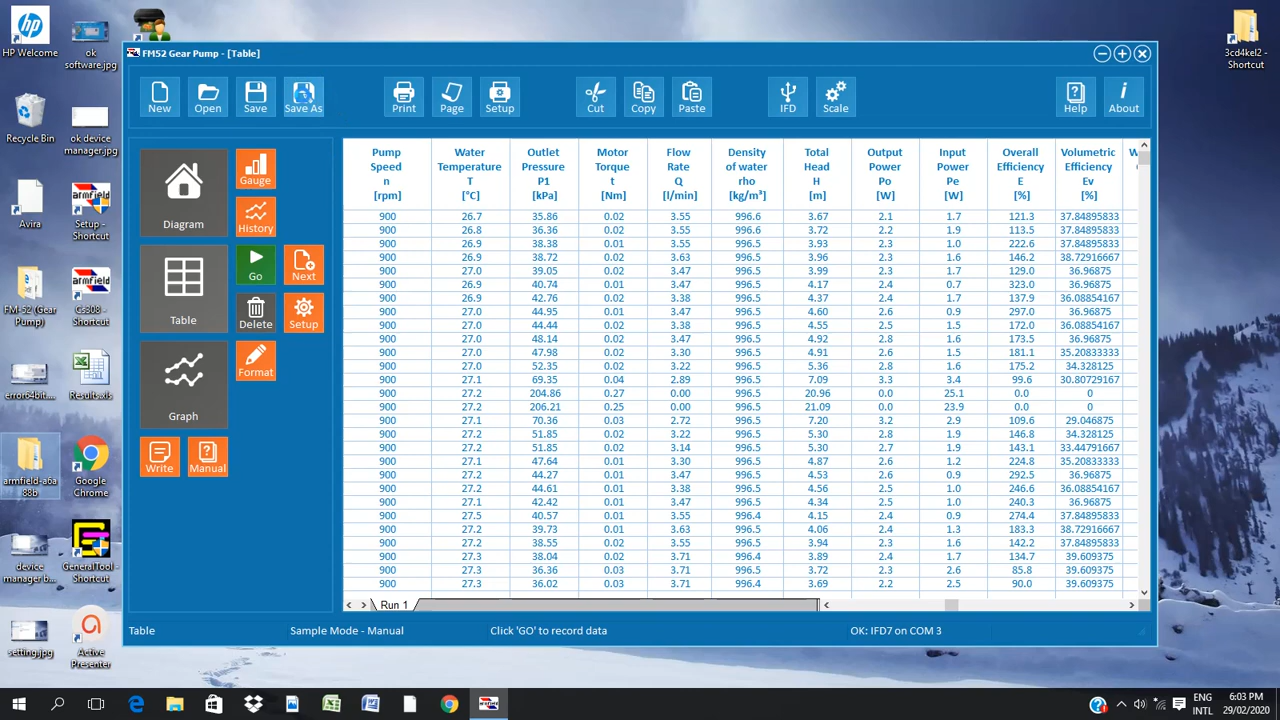 HP Welcome
ok software.jpg
Recycle Bin
ok device manager.jpg
Avira
armfield
Setup - Shortcut
FM-52 (Gear Pump)
armfield
Cs308 - Shortcut
error64bit....
Results.xls
armfield-aba88b
Google Chrome
device manager b...
GeneralTool - Shortcut
setting.jpg
Active Presenter
3cd4kel2 - Shortcut
FM52 Gear Pump - [Table]
New Open Save Save As Print Page Setup Cut Copy Paste IFD Scale Help About
Diagram
Gauge
History
Table
Go
Next
Delete
Setup
Graph
Format
Write
Manual
Pump Speed n [rpm] Water Temperature T [°C] Outlet Pressure P1 [kPa] Motor Torque t [Nm] Flow Rate Q [l/min] Density of water rho [kg/m³] Total Head H [m] Output Power Po [W] Input Power Pe [W] Overall Efficiency E [%] Volumetric Efficiency Ev [%]
900 26.7 35.86 0.02 3.55 996.6 3.67 2.1 1.7 121.3 37.84895833
900 26.8 36.36 0.02 3.55 996.6 3.72 2.2 1.9 113.5 37.84895833
900 26.9 38.38 0.01 3.55 996.5 3.93 2.3 1.0 222.6 37.84895833
900 26.9 38.72 0.01 3.63 996.5 3.96 2.3 1.6 146.2 38.72916667
900 27.0 39.05 0.02 3.47 996.5 3.99 2.3 1.7 129.0 36.96875
900 26.9 40.74 0.01 3.47 996.5 4.17 2.4 0.7 323.0 36.96875
900 26.9 42.76 0.02 3.38 996.5 4.37 2.4 1.7 137.9 36.08854167
900 27.0 44.95 0.01 3.47 996.5 4.60 2.6 0.9 297.0 36.96875
900 27.0 44.44 0.02 3.38 996.5 4.55 2.5 1.5 172.0 36.08854167
900 27.0 48.14 0.02 3.47 996.5 4.92 2.8 1.6 173.5 36.96875
900 27.0 47.98 0.02 3.30 996.5 4.91 2.6 1.5 181.1 35.20833333
900 27.0 52.35 0.02 3.22 996.5 5.36 2.8 1.6 175.2 34.328125
900 27.1 69.35 0.04 2.89 996.5 7.09 3.3 3.4 99.6 30.80729167
900 27.2 204.86 0.27 0.00 996.5 20.96 0.0 25.1 0.0 0
900 27.2 206.21 0.25 0.00 996.5 21.09 0.0 23.9 0.0 0
900 27.1 70.36 0.03 2.72 996.5 7.20 3.2 2.9 109.6 29.046875
900 27.2 51.85 0.02 3.22 996.5 5.30 2.8 1.9 146.8 34.328125
900 27.2 51.85 0.02 3.14 996.5 5.30 2.7 1.9 143.1 33.44791667
900 27.1 47.64 0.01 3.30 996.5 4.87 2.6 1.2 224.8 35.20833333
900 27.2 44.27 0.01 3.47 996.5 4.53 2.6 0.9 292.5 36.96875
900 27.2 44.61 0.01 3.38 996.5 4.56 2.5 1.0 246.6 36.08854167
900 27.1 42.42 0.01 3.47 996.5 4.34 2.5 1.0 240.3 36.96875
900 27.5 40.57 0.01 3.55 996.4 4.15 2.4 0.9 274.4 37.84895833
900 27.2 39.73 0.01 3.63 996.5 4.06 2.4 1.3 183.3 38.72916667
900 27.2 38.55 0.02 3.55 996.5 3.94 2.3 1.6 142.2 37.84895833
900 27.3 38.04 0.02 3.71 996.4 3.89 2.4 1.7 134.7 39.609375
900 27.3 36.36 0.03 3.71 996.4 3.72 2.3 2.6 85.8 39.609375
900 27.3 36.02 0.03 3.71 996.4 3.69 2.2 2.5 90.0 39.609375
Run 1
Table Sample Mode - Manual Click 'GO' to record data OK: IFD7 on COM 3
ENG INTL
6:03 PM
29/02/2020